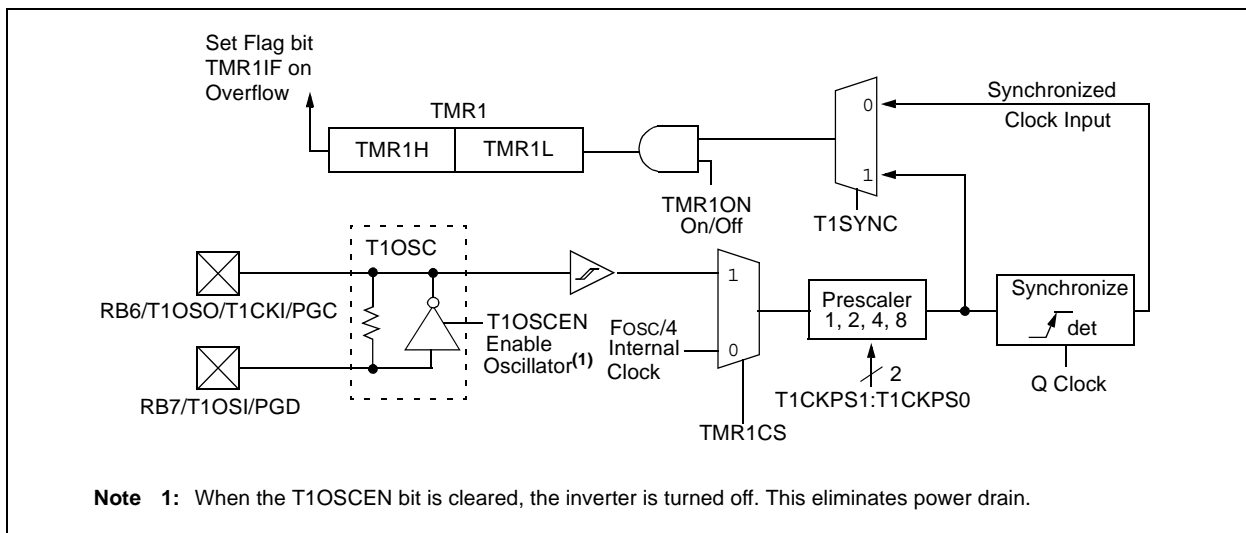 Set Flag bit
TMR1IF on
Overflow
TMR1
TMR1H
TMR1L
TMR1ON
On/Off
0
1
T1SYNC
Synchronized
Clock Input
T1OSC
RB6/T1OSO/T1CKI/PGC
RB7/T1OSI/PGD
T1OSCEN
Enable
Oscillator(1)
FOSC/4
Internal
Clock
1
0
TMR1CS
Prescaler
1, 2, 4, 8
2
T1CKPS1:T1CKPS0
Synchronize
det
Q Clock
Note 1: When the T1OSCEN bit is cleared, the inverter is turned off. This eliminates power drain.